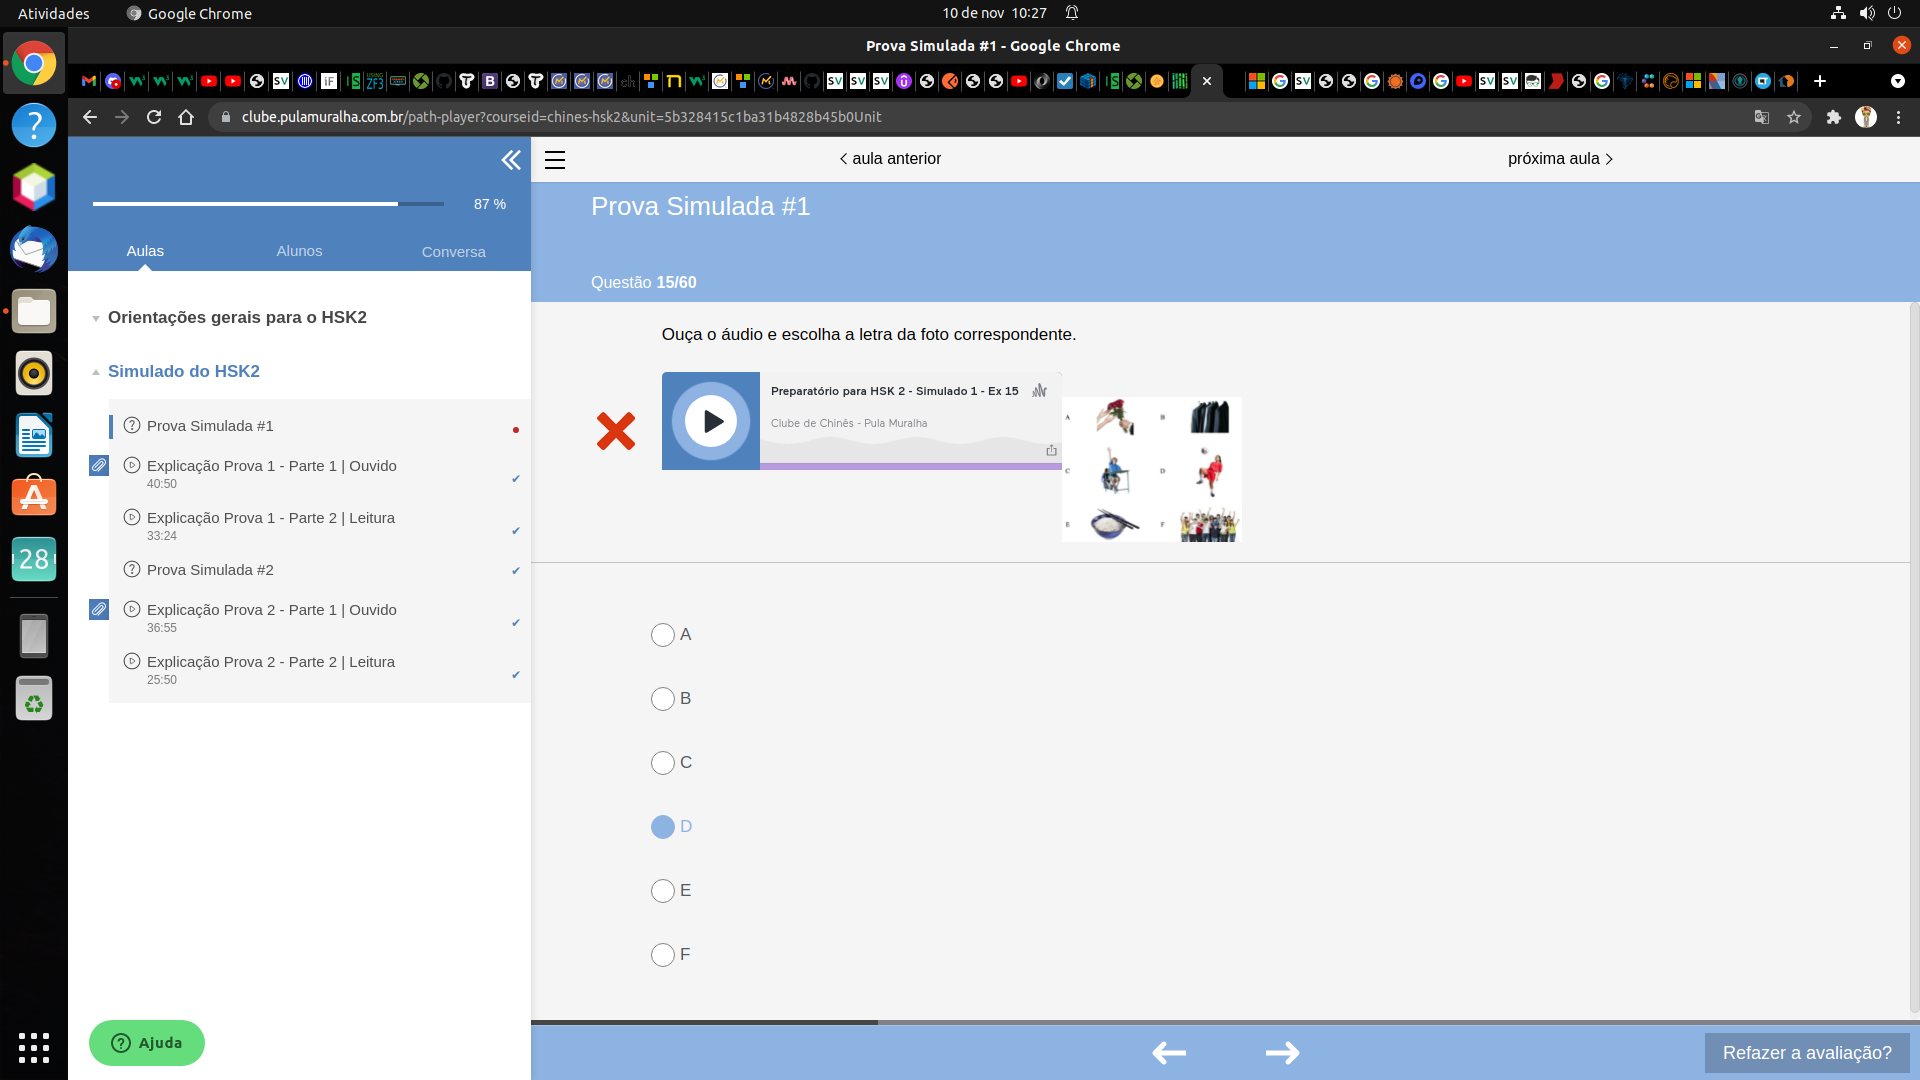 Atividades
Google Chrome
10 de nov 10:27
Prova Simulada #1 - Google Chrome
clube.pulamuralha.com.br/path-player?courseid=chines-hsk2&unit=5b328415c1ba31b4828b45b0Unit
87 %
Aulas
Alunos
Conversa
Orientações gerais para o HSK2
Simulado do HSK2
Prova Simulada #1
Explicação Prova 1 - Parte 1 | Ouvido
40:50
Explicação Prova 1 - Parte 2 | Leitura
33:24
Prova Simulada #2
Explicação Prova 2 - Parte 1 | Ouvido
36:55
Explicação Prova 2 - Parte 2 | Leitura
25:50
Ajuda
28
aula anterior
próxima aula
Prova Simulada #1
Questão 15/60
Ouça o áudio e escolha a letra da foto correspondente.
Preparatório para HSK 2 - Simulado 1 - Ex 15
Clube de Chinês - Pula Muralha
A B
C D
E F
A
B
C
D
E
F
Refazer a avaliação?